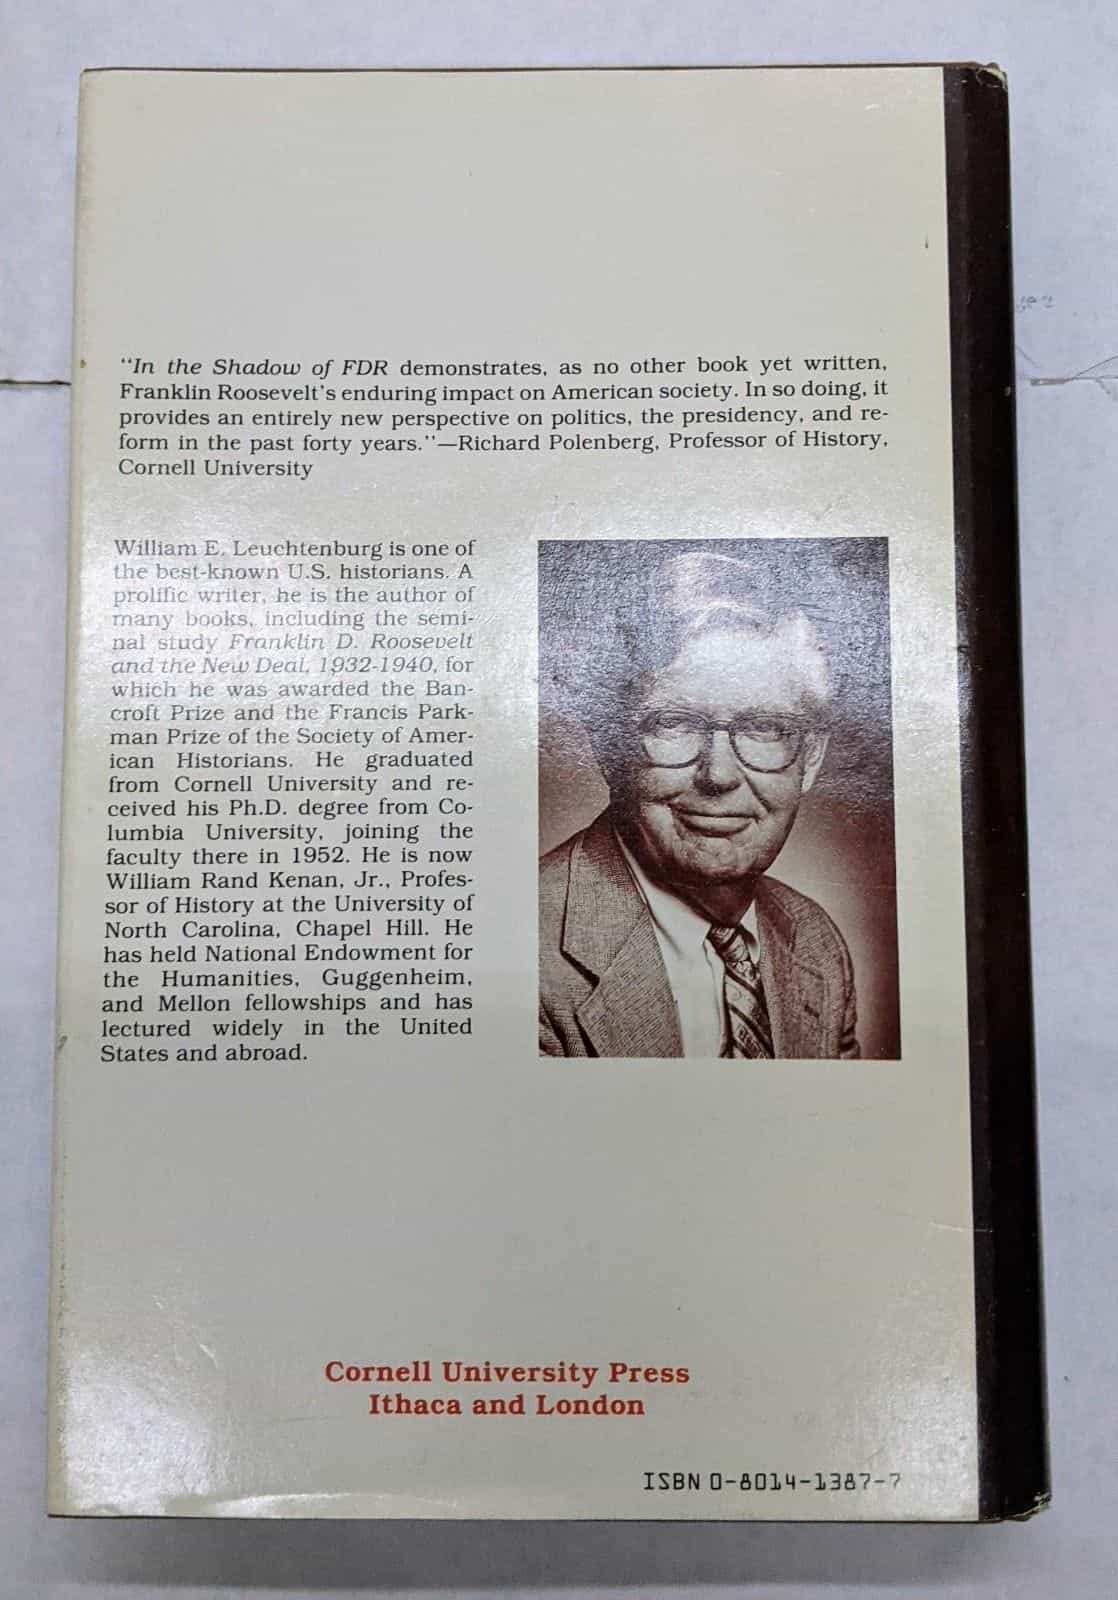 "In the Shadow of FDR demonstrates, as no other book yet written,
Franklin Roosevelt's enduring impact on American society. In so doing, it
provides an entirely new perspective on politics, the presidency, and re-
form in the past forty years."—Richard Polenberg, Professor of History,
Cornell University
William E. Leuchtenburg is one of
the best-known U.S. historians. A
prolific writer, he is the author of
many books, including the semi-
nal study Franklin D. Roosevelt
and the New Deal, 1932-1940, for
which he was awarded the Ban-
croft Prize and the Francis Park-
man Prize of the Society of Amer-
ican Historians. He graduated
from Cornell University and re-
ceived his Ph.D. degree from Co-
lumbia University, joining the
faculty there in 1952. He is now
William Rand Kenan, Jr., Profes-
sor of History at the University of
North Carolina, Chapel Hill. He
has held National Endowment for
the Humanities, Guggenheim,
and Mellon fellowships and has
lectured widely in the United
States and abroad.
Cornell University Press
Ithaca and London
ISBN 0-8014-1387-7